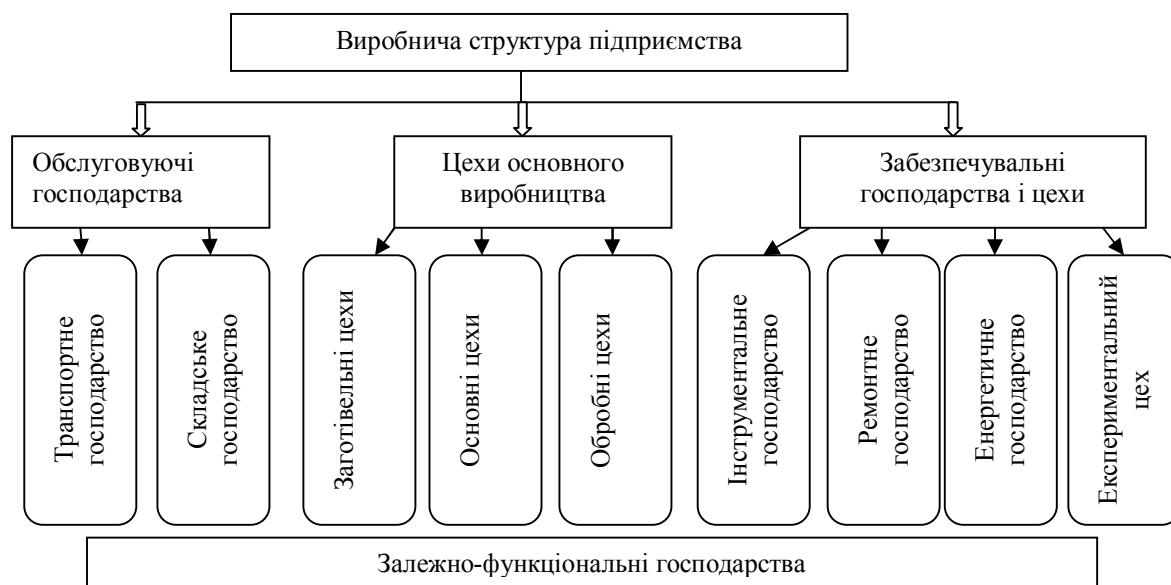 Виробнича структура підприємства
Обслуговуючі
господарства
Цехи основного
виробництва
Забезпечувальні
господарства і цехи
Транспортне
господарство
Складське
господарство
Заготівельні цехи
Основні цехи
Обробні цехи
Інструментальне
господарство
Ремонтне
господарство
Енергетичне
господарство
Експериментальний
цех
Залежно-функціональні господарства